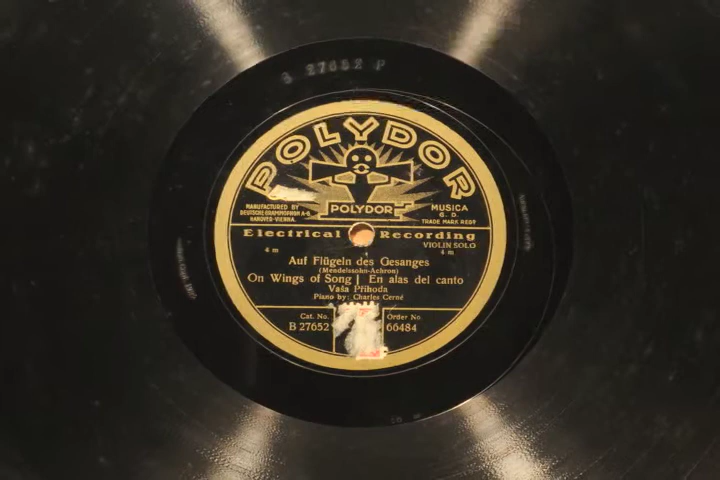 B 27652 P
POLYDOR
POLYDOR
MANUFACTURED BY
DEUTSCHE GRAMMOPHON A-G.
HANOVER-VIENNA.
MUSICA
G. D.
TRADE MARK REGD
Electrical Recording
VIOLIN SOLO
4 m
4 m
Auf Flügeln des Gesanges
(Mendelssohn-Achron)
On Wings of Song | En alas del canto
Vaša Příhoda
Piano by: Charles Cerné
Cat. No.
B 27652
Order No.
66484